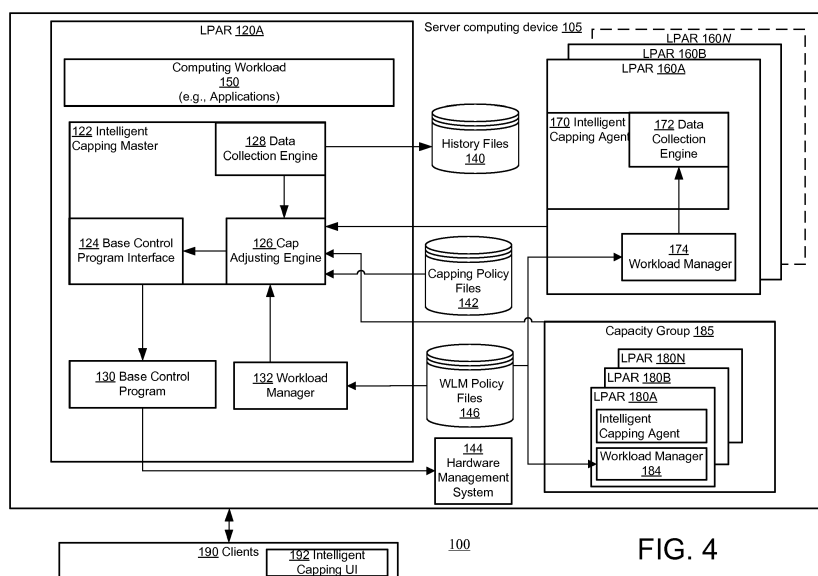 LPAR 120A
Server computing device 105
Computing Workload
150
(e.g., Applications)
122 Intelligent
Capping Master
128 Data
Collection Engine
124 Base Control
Program Interface
126 Cap
Adjusting Engine
130 Base Control
Program
132 Workload
Manager
History Files
140
Capping Policy
Files
142
WLM Policy
Files
146
144
Hardware
Management
System
LPAR 160N
LPAR 160B
LPAR 160A
170 Intelligent
Capping Agent
172 Data
Collection
Engine
174
Workload Manager
Capacity Group 185
LPAR 180N
LPAR 180B
LPAR 180A
Intelligent
Capping Agent
Workload Manager
184
190 Clients
192 Intelligent
Capping UI
100
FIG. 4